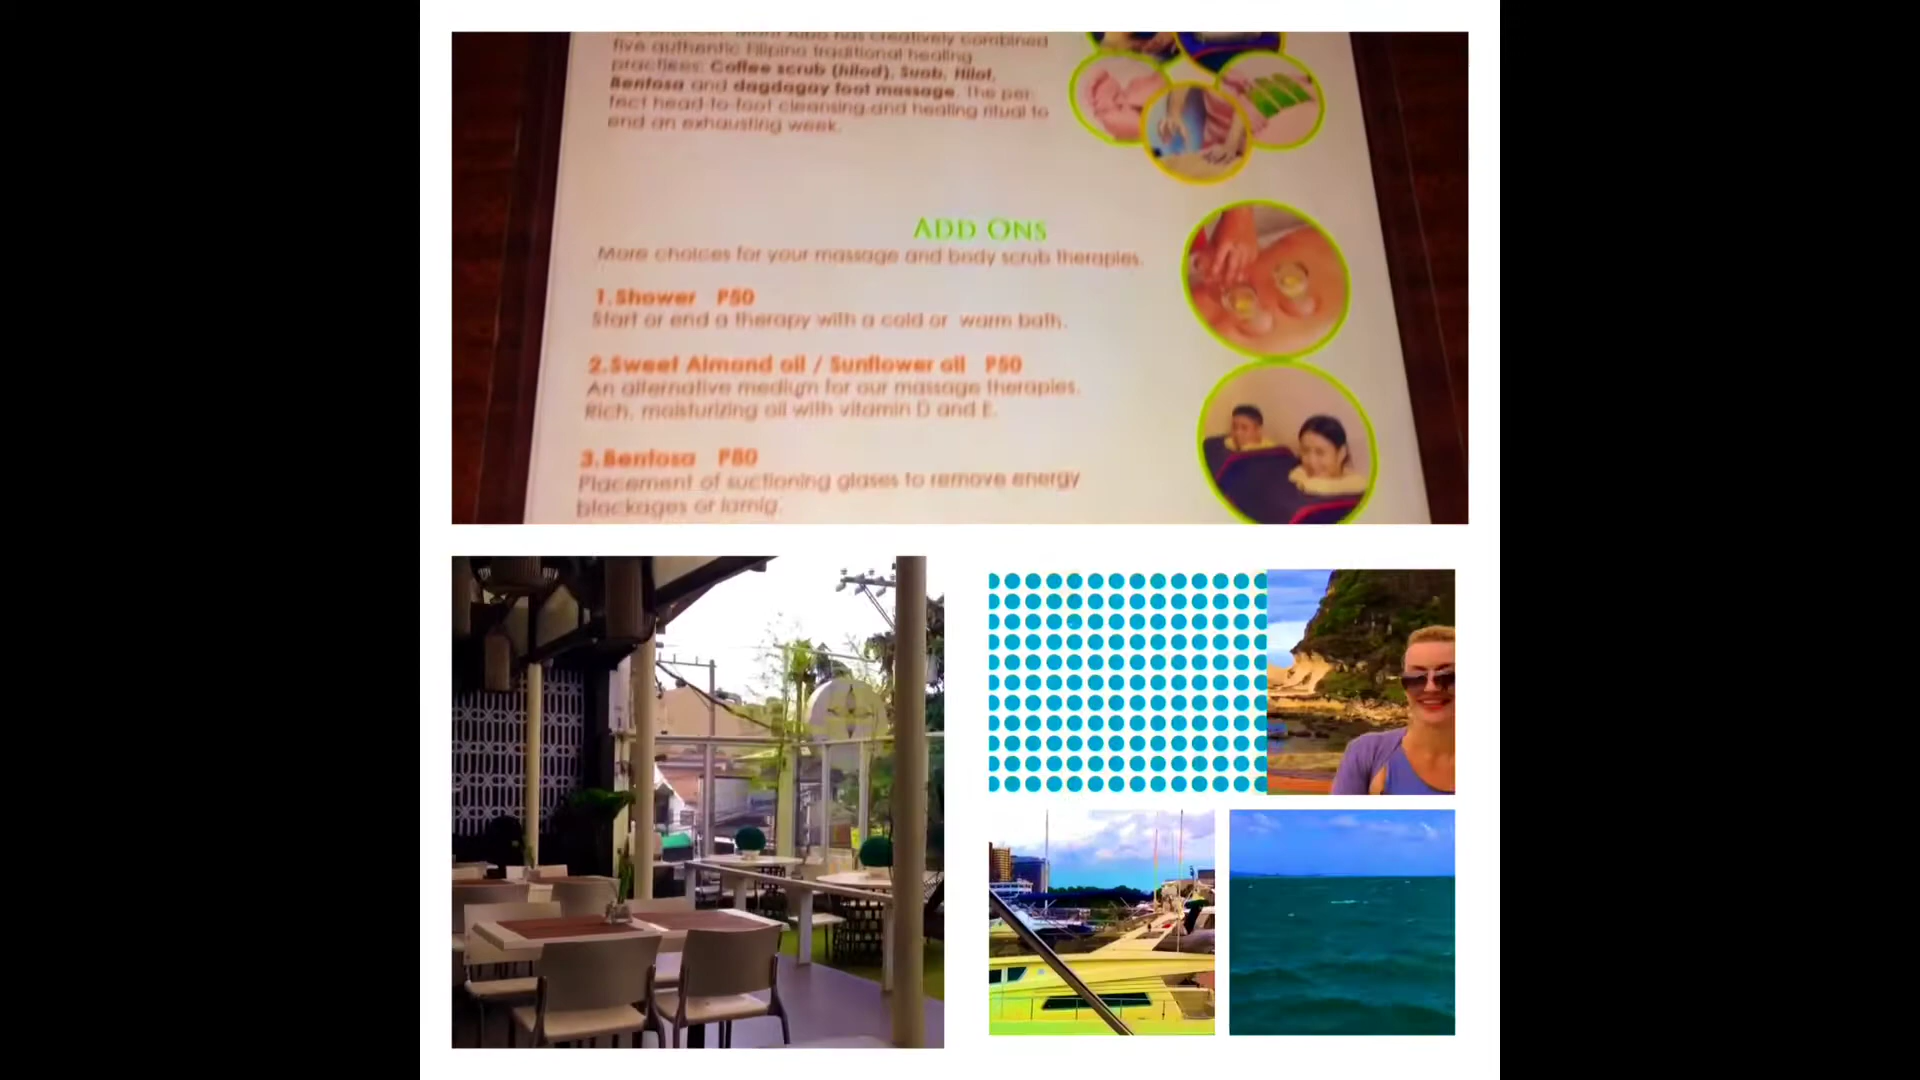 has creatively combined
five authentic Filipino traditional healing
practises: Coffee scrub (hilod), Suob, Hilot,
Bentosa and dagdagay foot massage. The per-
fect head-to-foot cleansing and healing ritual to
end an exhausting week.
ADD ONS
More choices for your massage and body scrub therapies.
1.Shower P50
Start or end a therapy with a cold or warm bath.
2.Sweet Almond oil / Sunflower oil P50
An alternative medium for our massage therapies.
Rich, moisturizing oil with vitamin D and E.
3.Bentosa
Placement of suctioning glases to remove energy
blockages or lamig.